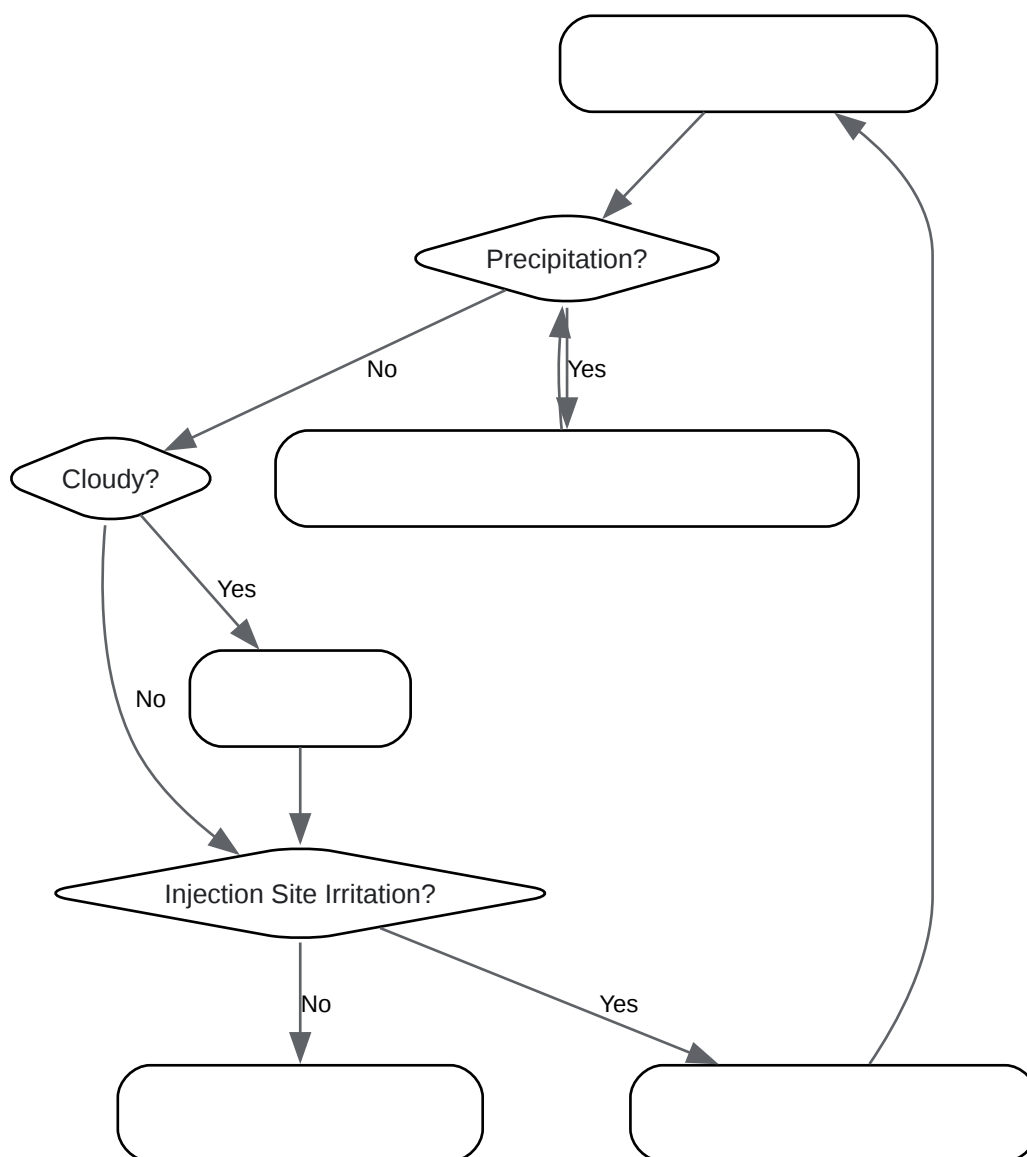 Precipitation?
No
Yes
Cloudy?
Yes
No
Injection Site Irritation?
No
Yes